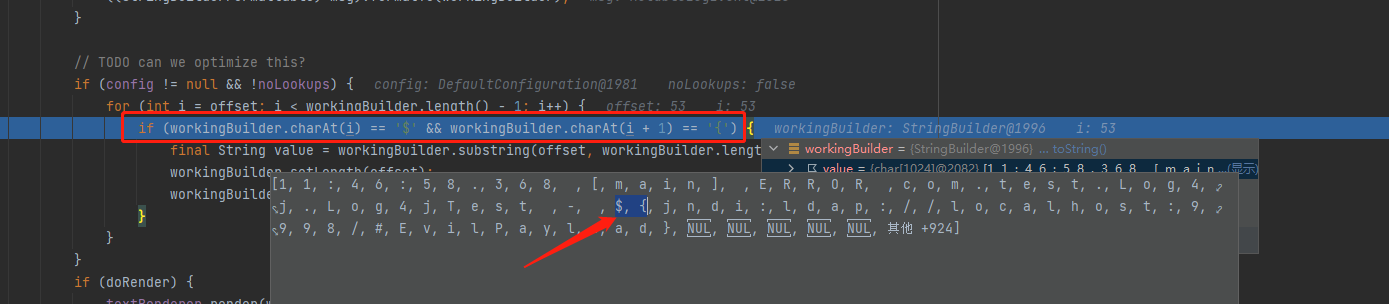 }
// TODO can we optimize this?
if (config != null && !noLookups) { config: DefaultConfiguration@1981 noLookups: false
for (int i = offset; i < workingBuilder.length() - 1; i++) { offset: 53 i: 53
if (workingBuilder.charAt(i) == '$' && workingBuilder.charAt(i + 1) == '{') { workingBuilder: StringBuilder@1996 i: 53
final String value = workingBuilder.substring(offset, workingBuilder.leng
workingBuilder = {StringBuilder@1996} ... toString()
workingBuilder.setLength(offset);
value = {char[1024]@2082} [1, 1, :, 4, 6, :, 5, 8, ., 3, 6, 8, , [, m, a, i, n, ...(显示)
workingBuil
[1, 1, :, 4, 6, :, 5, 8, ., 3, 6, 8, , [, m, a, i, n, ], , E, R, R, O, R, , c, o, m, ., t, e, s, t, ., L, o, g, 4,
j, ., L, o, g, 4, j, T, e, s, t, , -, , $, {, j, n, d, i, :, l, d, a, p, :, /, /, l, o, c, a, l, h, o, s, t, :, 9,
9, 9, 8, /, #, E, v, i, l, P, a, y, l, , a, d, }, NUL, NUL, NUL, NUL, NUL, 其他 +924]
}
}
}
if (doRender) {